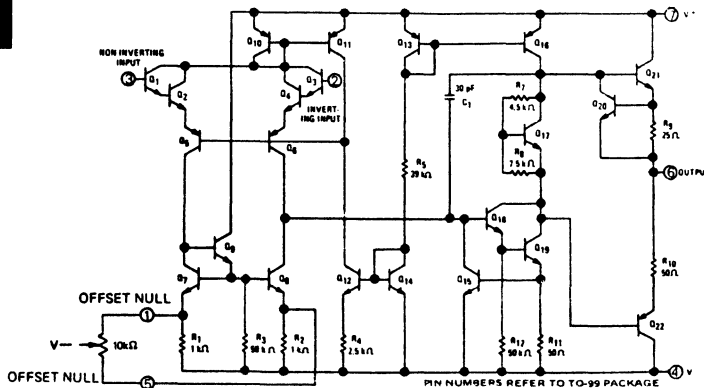 ⑦ V+
Q10
Q11
Q13
Q16
NON INVERTING
INPUT
③
Q1
Q2
Q3
②
Q4
INVERT-
ING INPUT
Q21
Q20
30 pF
C1
R7
4.5 kΩ
Q17
R8
7.5 kΩ
R9
25Ω
⑥ OUTPUT
Q5
Q6
R5
39 kΩ
Q9
Q18
Q19
Q7
Q8
Q12
Q14
Q15
R10
50Ω
Q22
OFFSET NULL
①
V-
10kΩ
R1
1 kΩ
R3
50 kΩ
R2
1 kΩ
R4
2.5 kΩ
R12
50 kΩ
R11
50Ω
OFFSET NULL
⑤
④ V
PIN NUMBERS REFER TO TO-99 PACKAGE